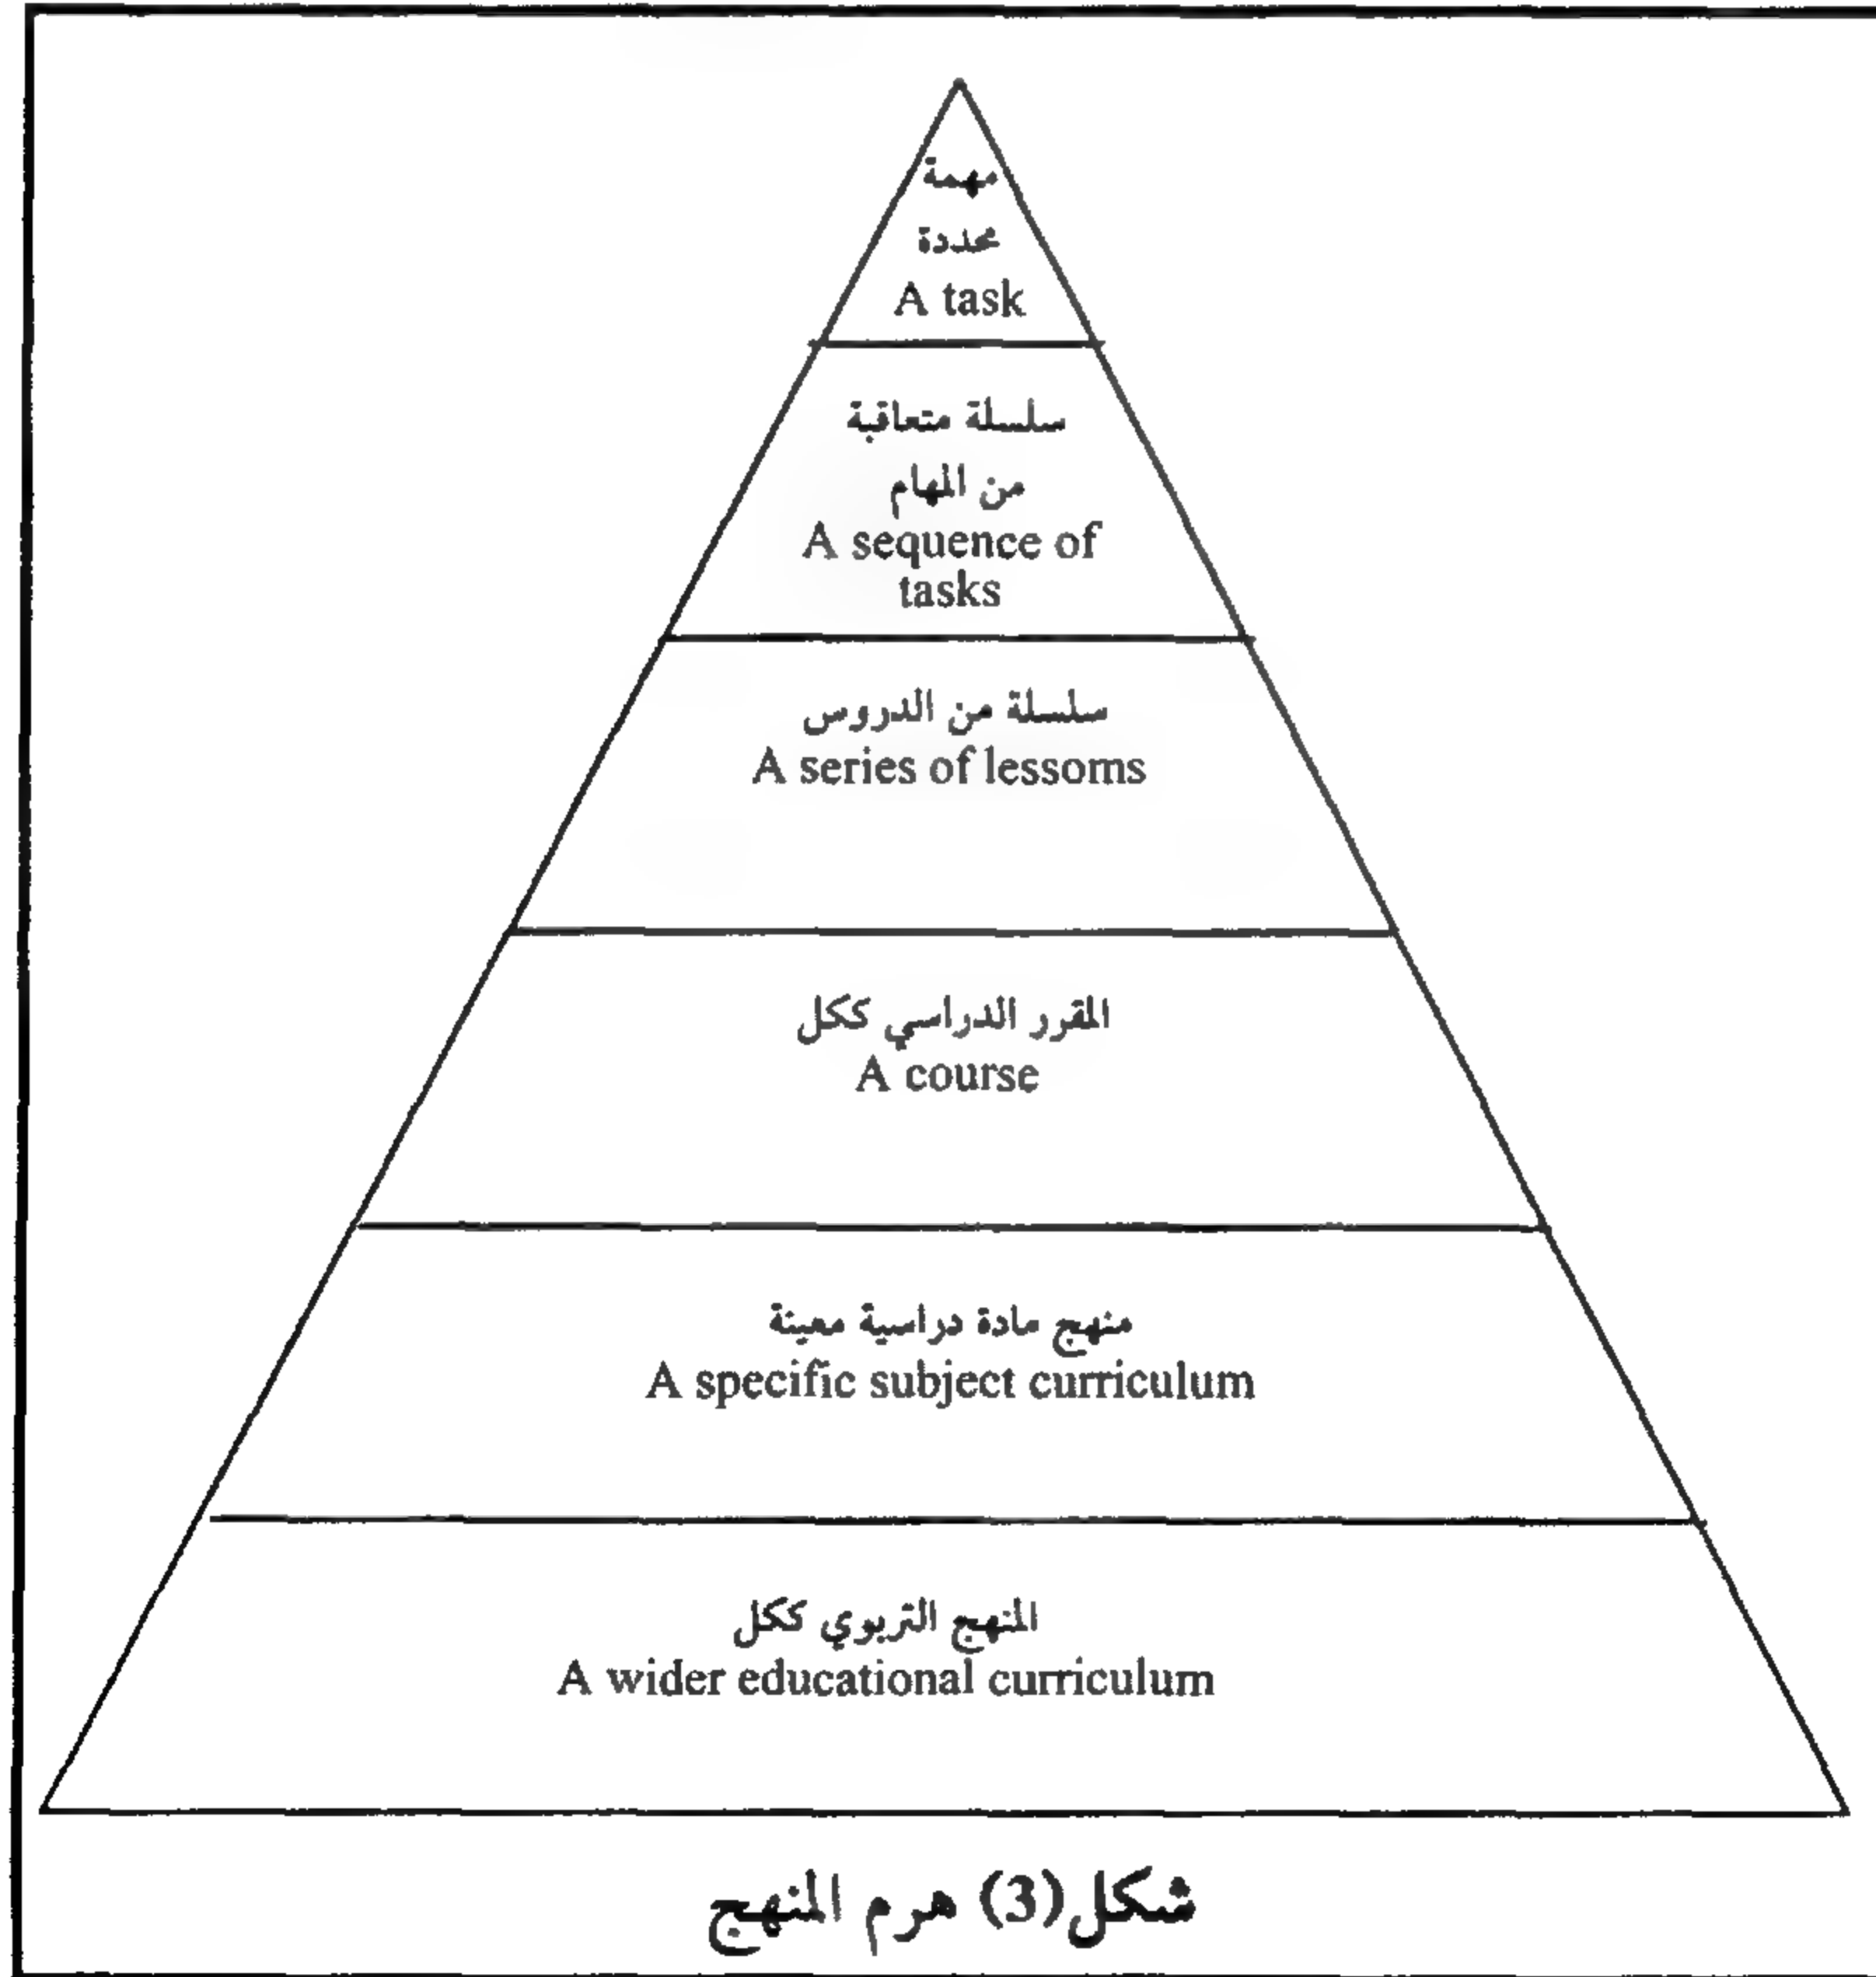 مهمة
محددة
A task
سلسلة متعاقبة
من المهام
A sequence of
tasks
سلسلة من الدروس
A series of lessoms
المقرر الدراسي ككل
A course
منهج مادة دراسية معينة
A specific subject curriculum
المنهج التربوي ككل
A wider educational curriculum
شكل(3) هرم المنهج